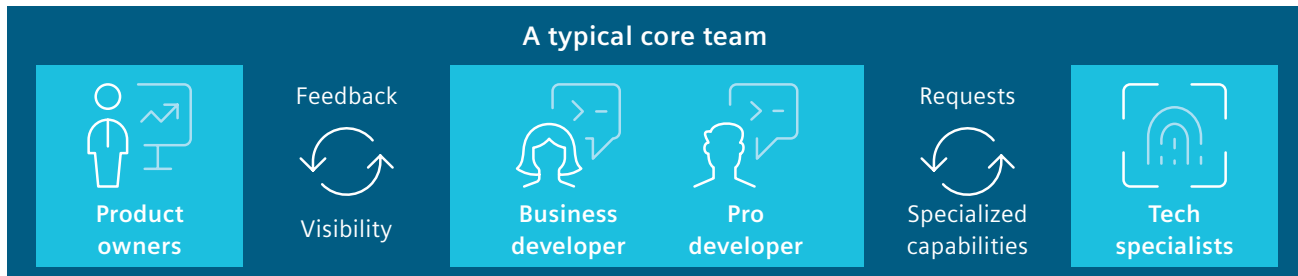 A typical core team
Product
owners
Feedback
Visibility
Business
developer
Pro
developer
Requests
Specialized
capabilities
Tech
specialists